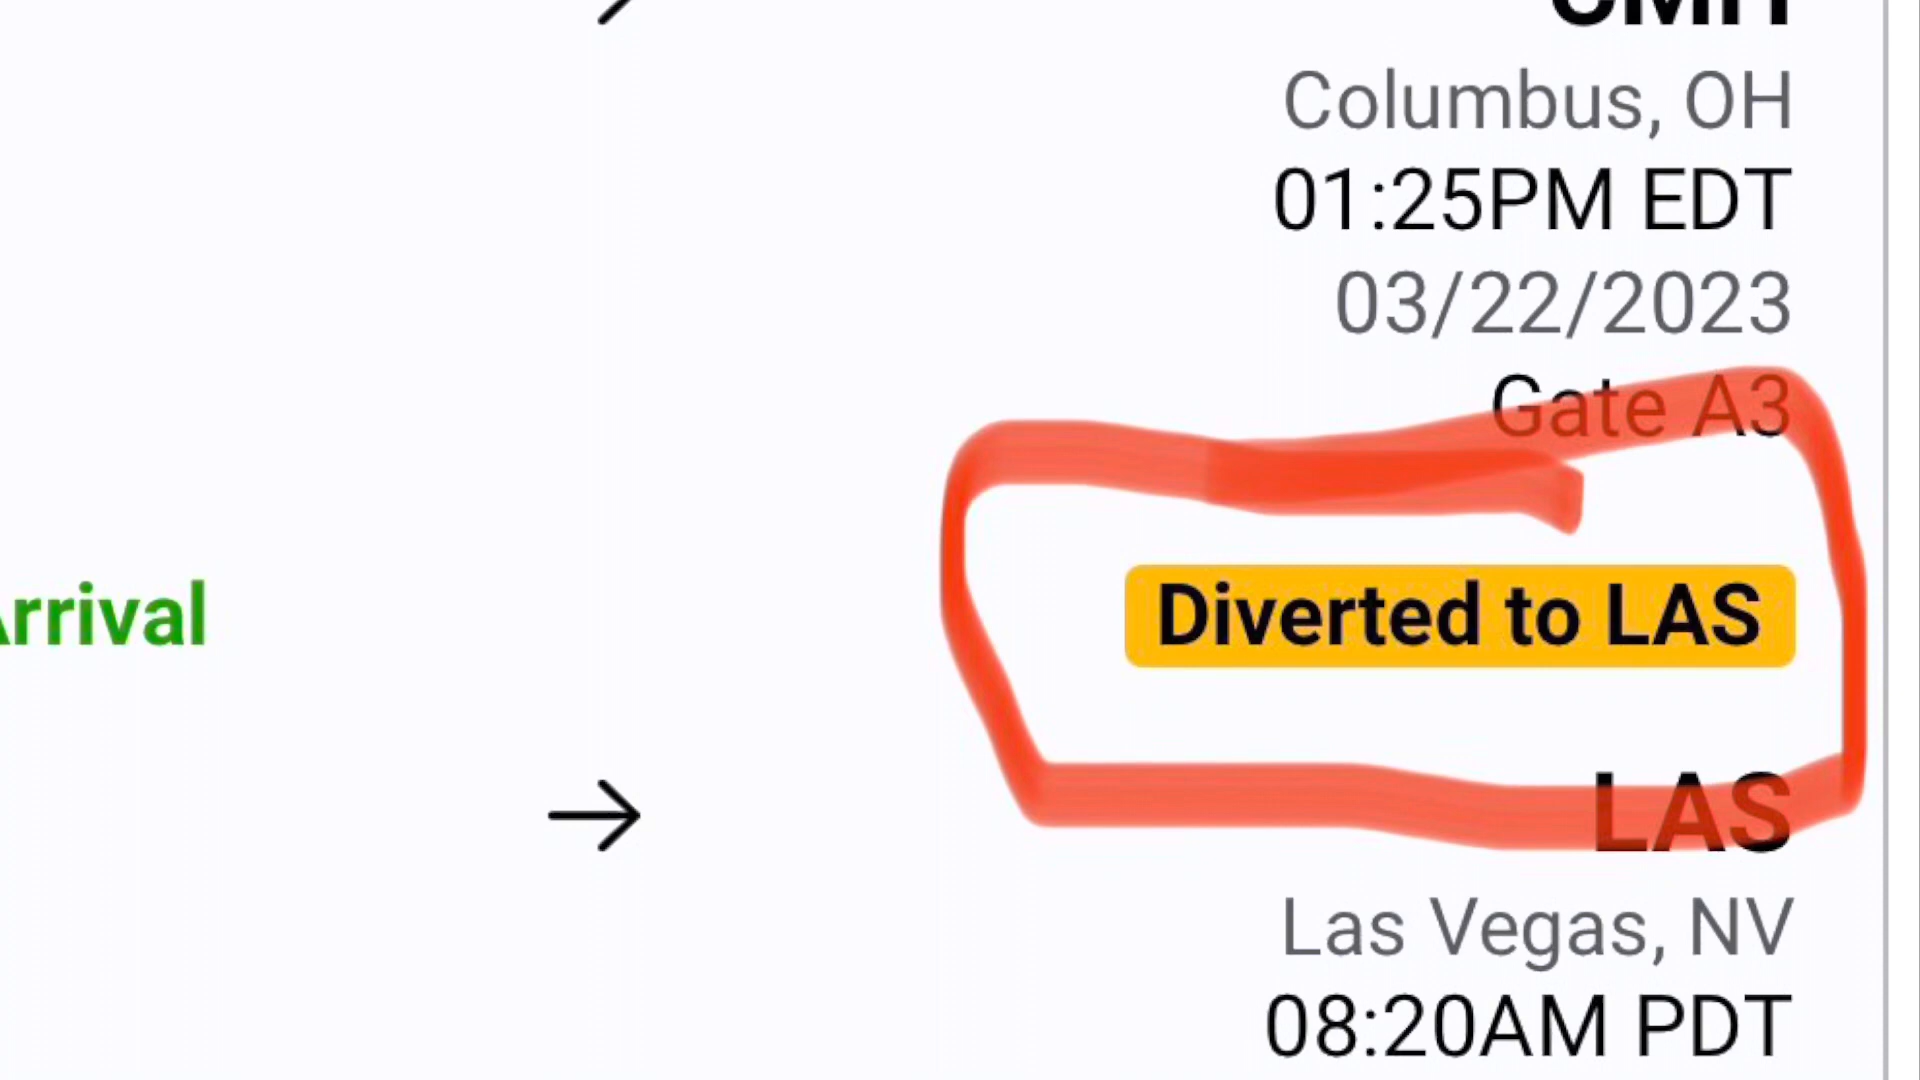 CMH
Columbus, OH
01:25PM EDT
03/22/2023
Gate A3
Arrival
Diverted to LAS
LAS
Las Vegas, NV
08:20AM PDT